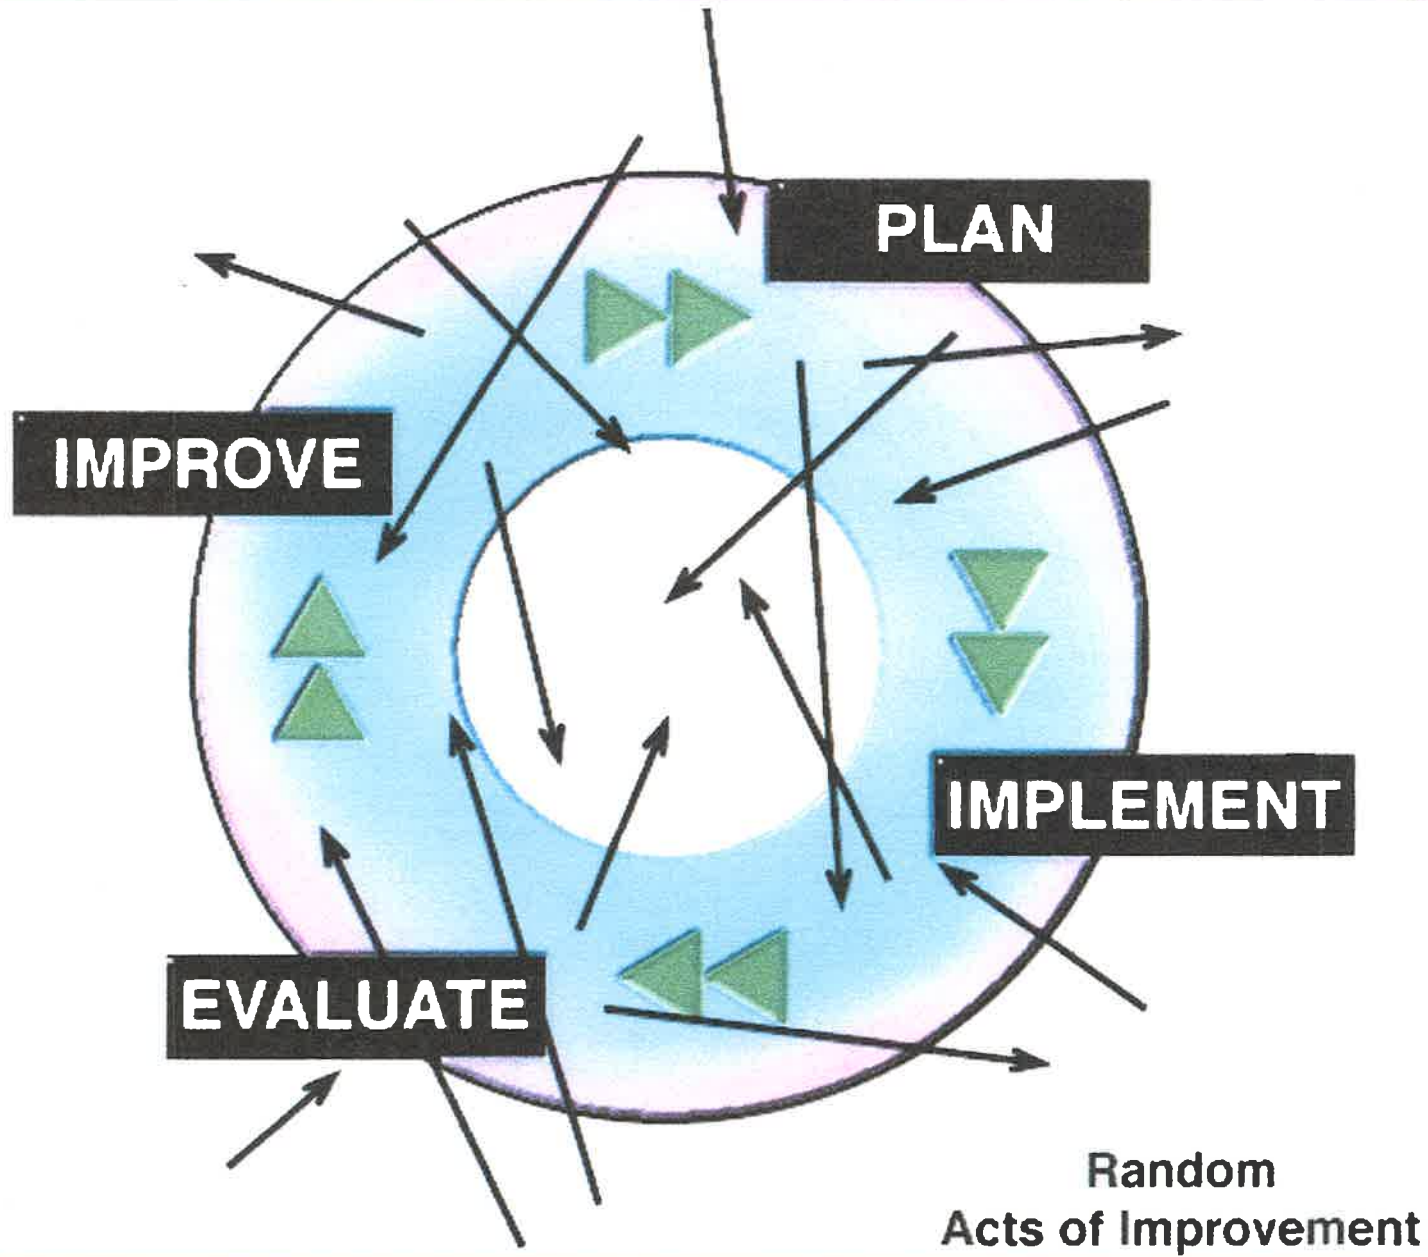 PLAN
IMPROVE
IMPLEMENT
EVALUATE
Random
Acts of Improvement